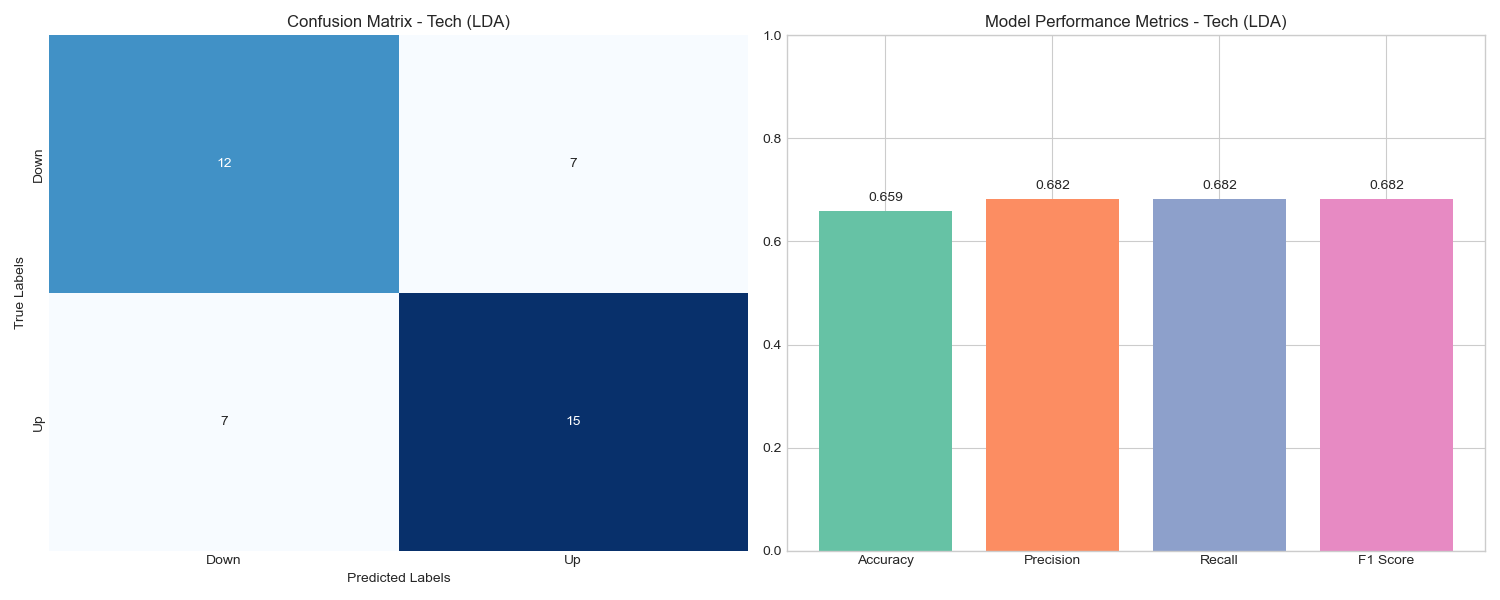 Confusion Matrix - Tech (LDA)
True Labels
Down
12
7
Up
7
15
Down
Up
Predicted Labels
Model Performance Metrics - Tech (LDA)
1.0
0.8
0.6
0.4
0.2
0.0
0.659
0.682
0.682
0.682
Accuracy
Precision
Recall
F1 Score